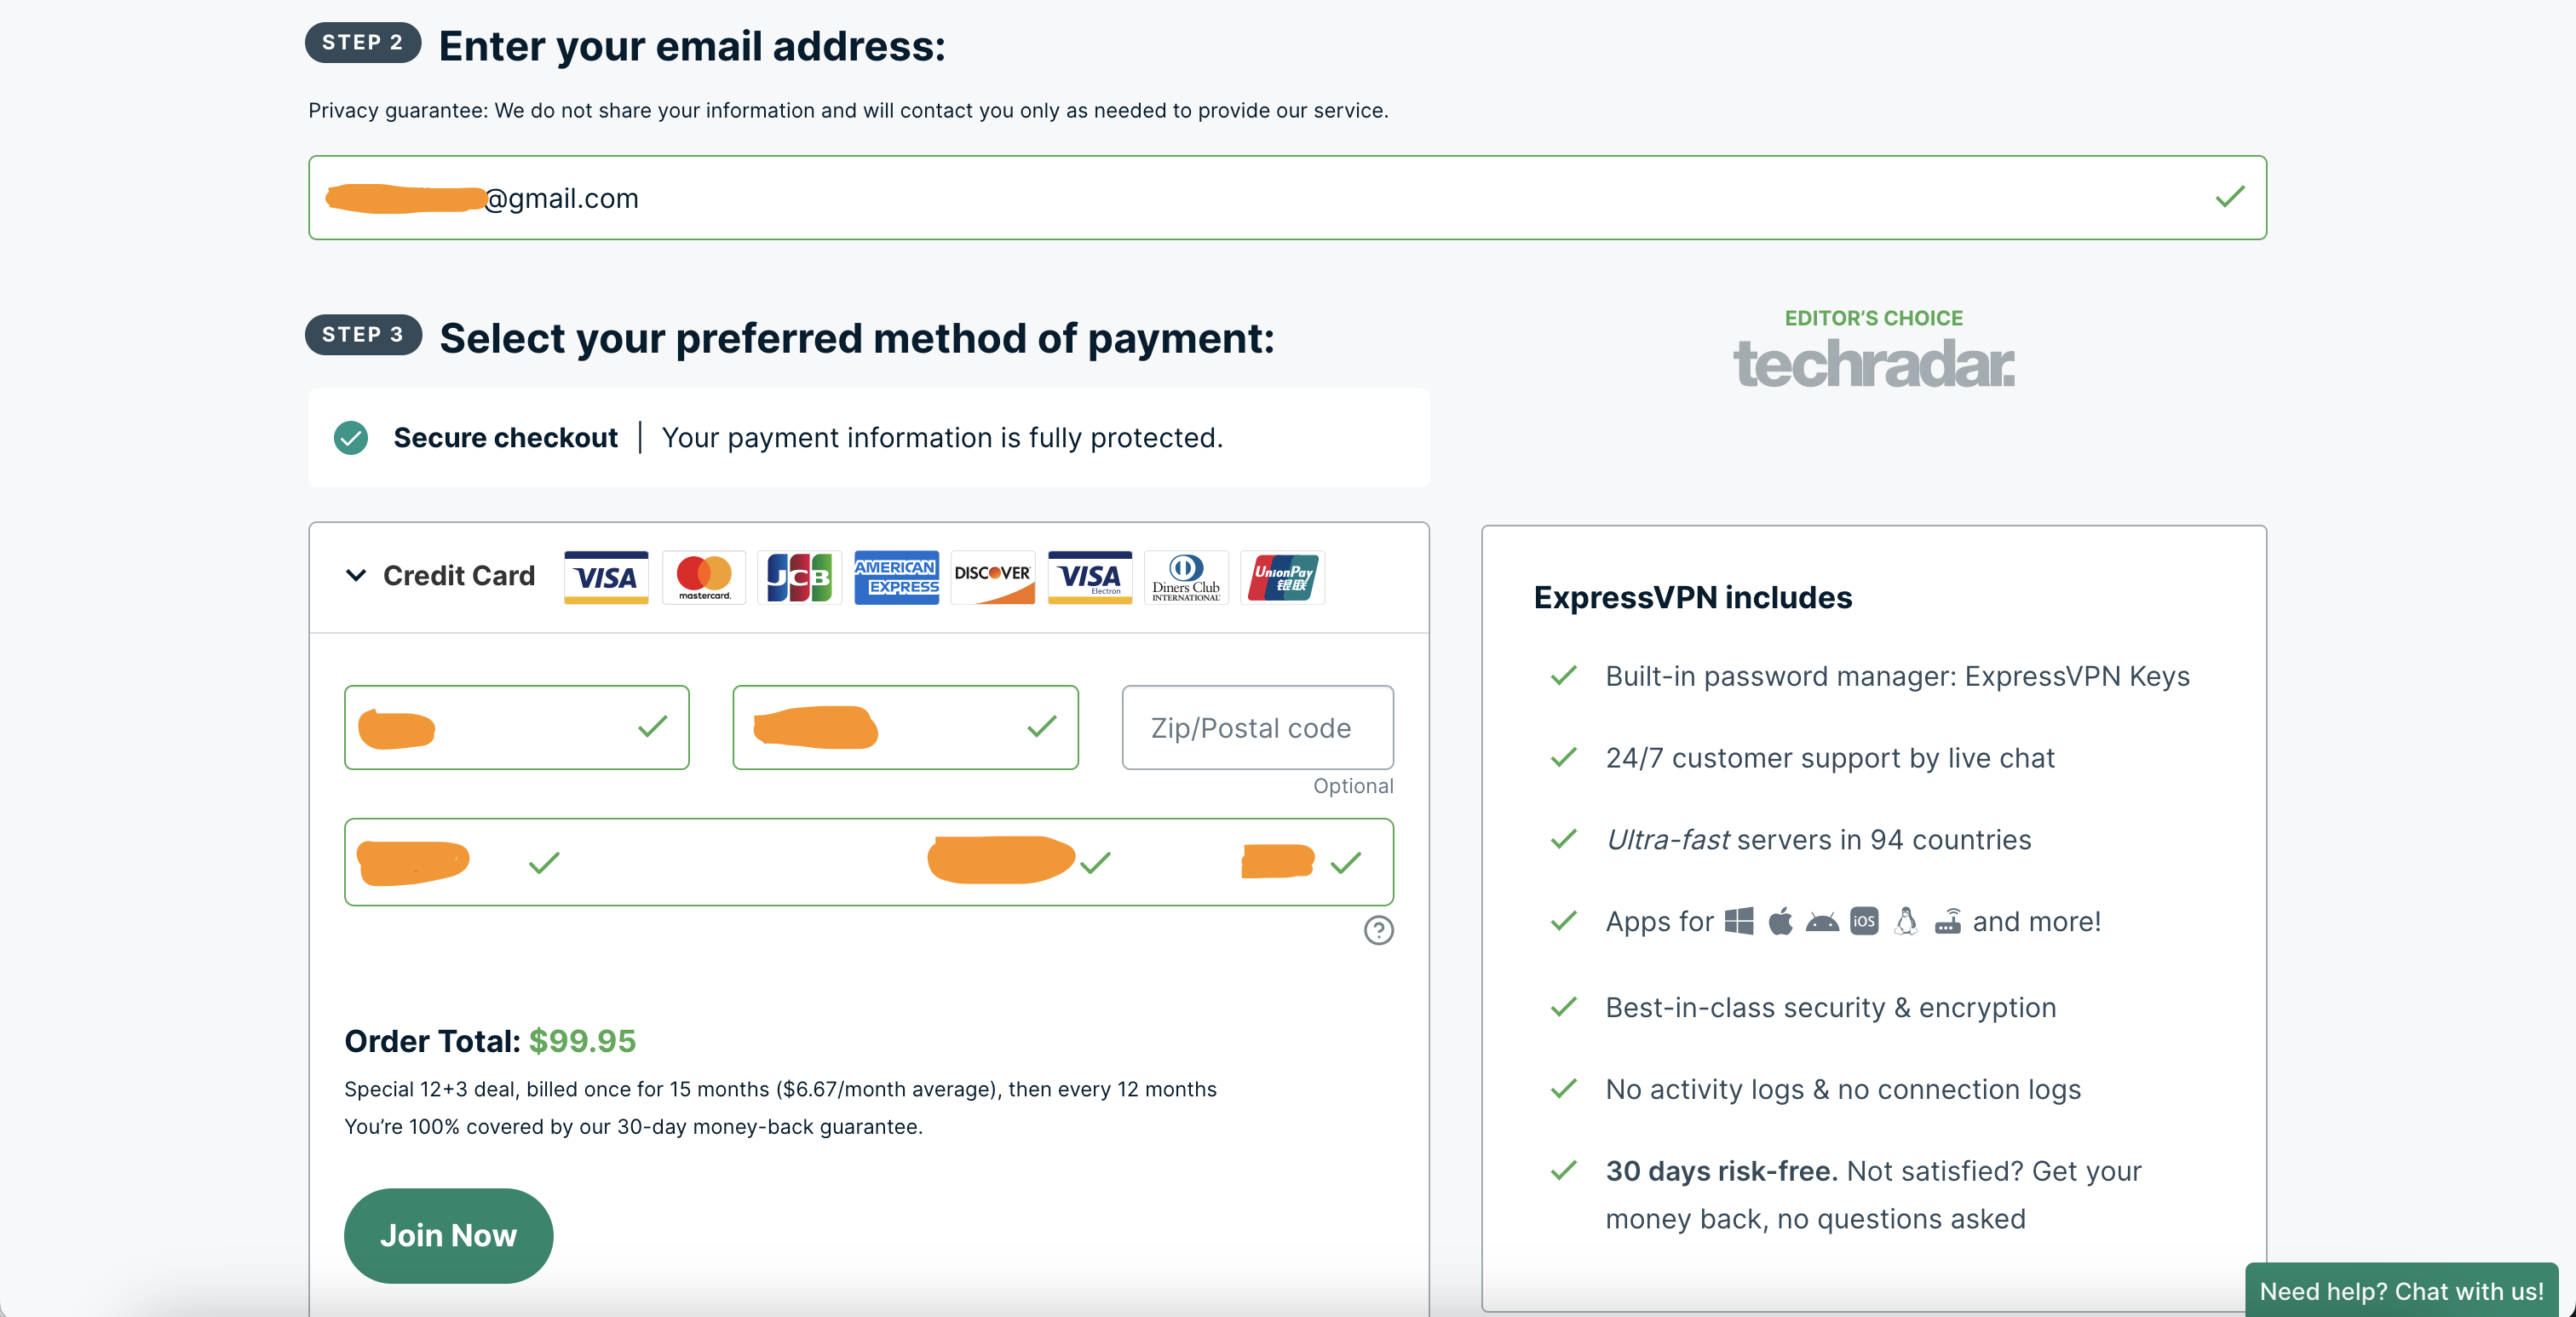 STEP 2 Enter your email address:
Privacy guarantee: We do not share your information and will contact you only as needed to provide our service.
@gmail.com
STEP 3 Select your preferred method of payment:
EDITOR'S CHOICE
techradar.
Secure checkout | Your payment information is fully protected.
Credit Card
VISA
mastercard.
JCB
AMERICAN EXPRESS
DISCOVER
VISA Electron
Diners Club INTERNATIONAL
UnionPay 银联
Zip/Postal code
Optional
Order Total: $99.95
Special 12+3 deal, billed once for 15 months ($6.67/month average), then every 12 months
You’re 100% covered by our 30-day money-back guarantee.
Join Now
ExpressVPN includes
Built-in password manager: ExpressVPN Keys
24/7 customer support by live chat
Ultra-fast servers in 94 countries
Apps for iOS and more!
Best-in-class security & encryption
No activity logs & no connection logs
30 days risk-free. Not satisfied? Get your
money back, no questions asked
Need help? Chat with us!